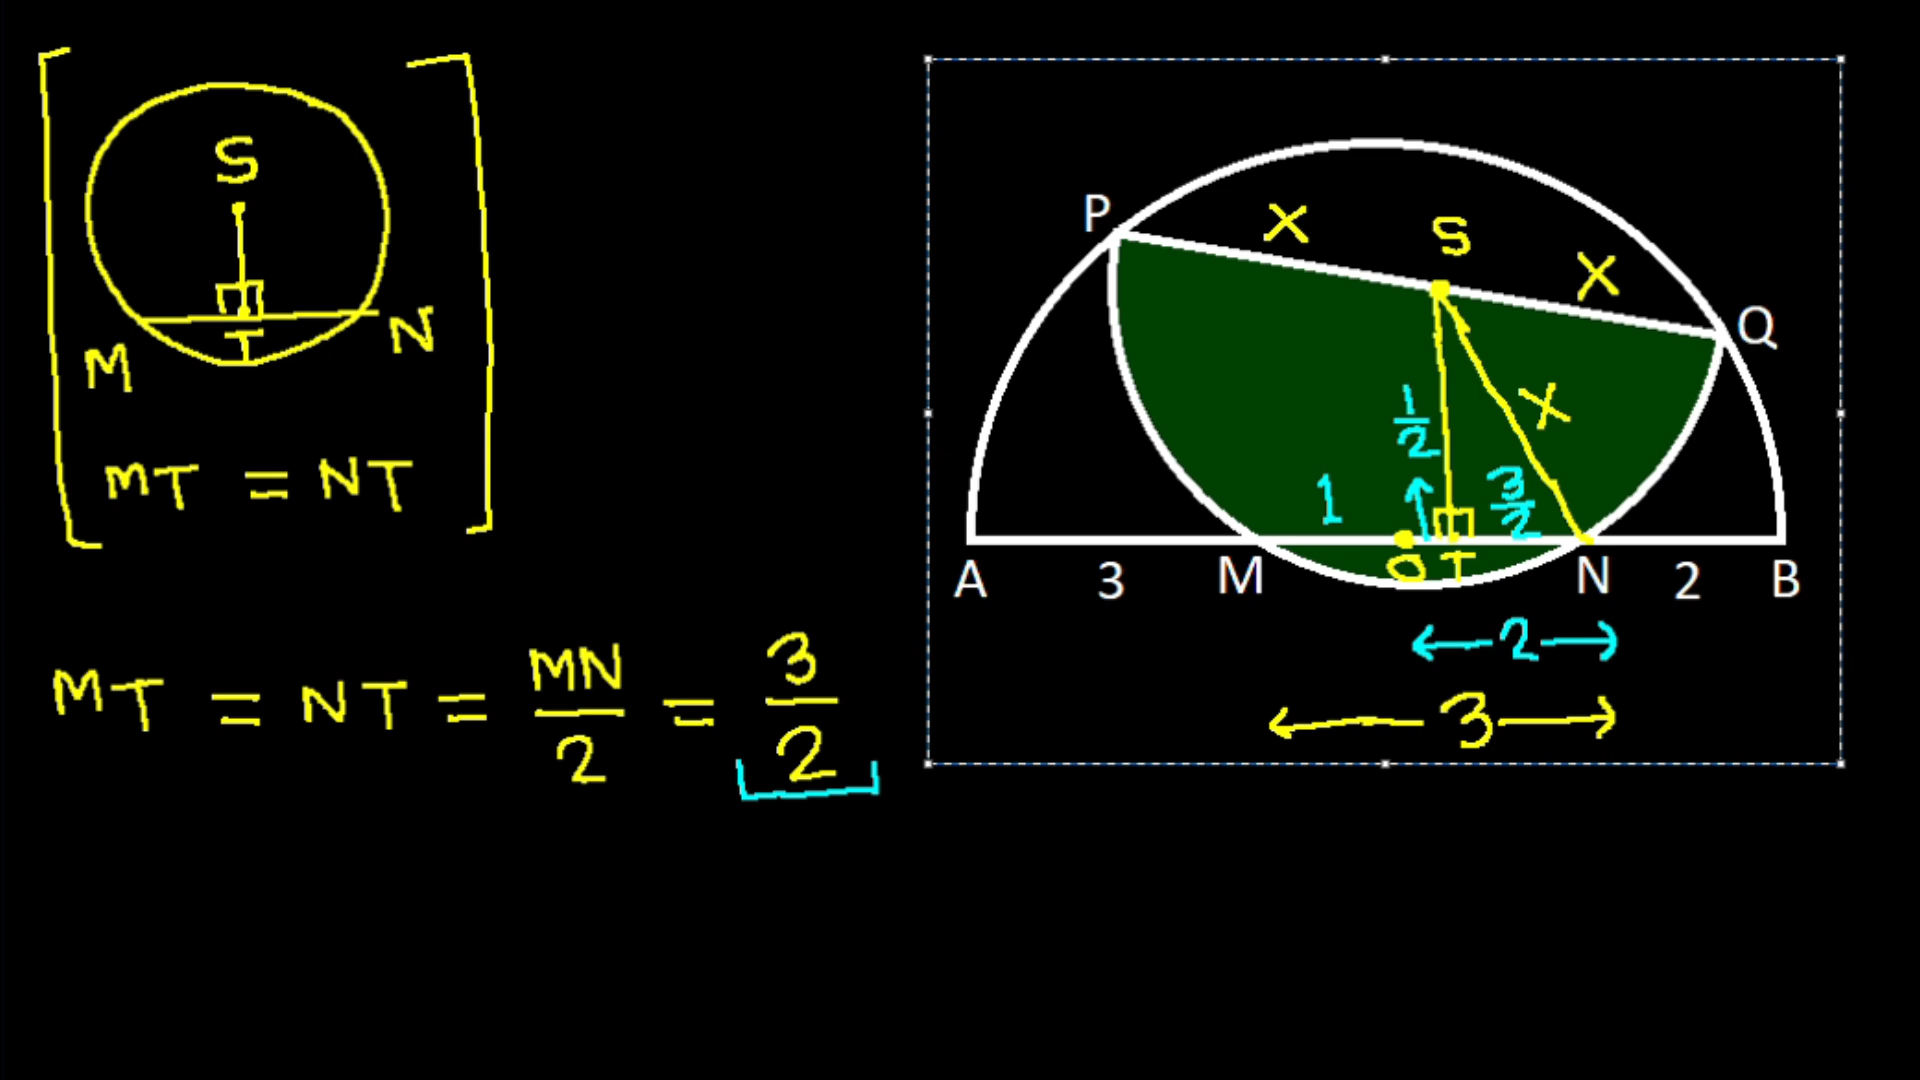 S
M T N
MT = NT
MT = NT = MN/2 = 3/2
P X S X Q
1/2 X
1 3/2
A 3 M O T N 2 B
2
3